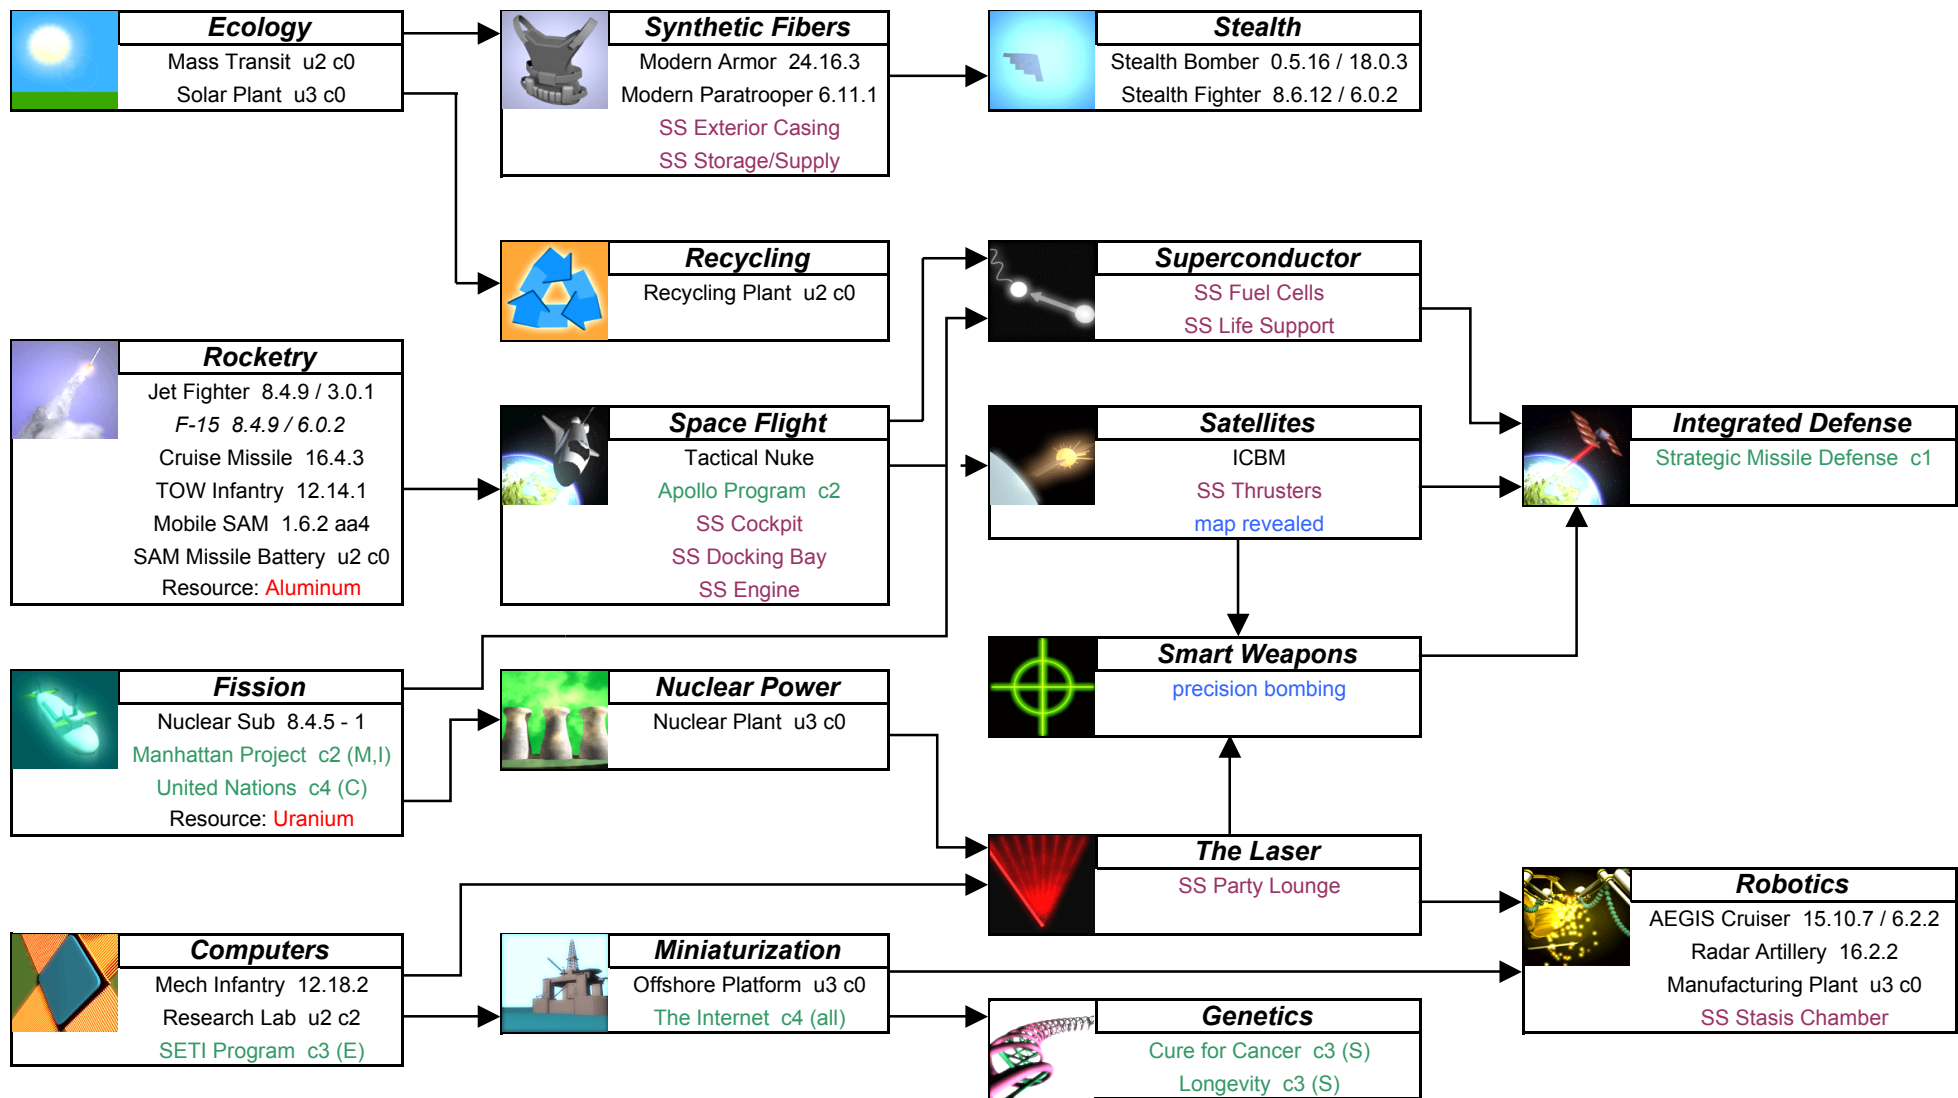 Ecology
Mass Transit u2 c0
Solar Plant u3 c0
Synthetic Fibers
Modern Armor 24.16.3
Modern Paratrooper 6.11.1
SS Exterior Casing
SS Storage/Supply
Stealth
Stealth Bomber 0.5.16 / 18.0.3
Stealth Fighter 8.6.12 / 6.0.2
Recycling
Recycling Plant u2 c0
Superconductor
SS Fuel Cells
SS Life Support
Rocketry
Jet Fighter 8.4.9 / 3.0.1
F-15 8.4.9 / 6.0.2
Cruise Missile 16.4.3
TOW Infantry 12.14.1
Mobile SAM 1.6.2 aa4
SAM Missile Battery u2 c0
Resource: Aluminum
Space Flight
Tactical Nuke
Apollo Program c2
SS Cockpit
SS Docking Bay
SS Engine
Satellites
ICBM
SS Thrusters
map revealed
Integrated Defense
Strategic Missile Defense c1
Smart Weapons
precision bombing
Fission
Nuclear Sub 8.4.5 - 1
Manhattan Project c2 (M,I)
United Nations c4 (C)
Resource: Uranium
Nuclear Power
Nuclear Plant u3 c0
The Laser
SS Party Lounge
Robotics
AEGIS Cruiser 15.10.7 / 6.2.2
Radar Artillery 16.2.2
Manufacturing Plant u3 c0
SS Stasis Chamber
Computers
Mech Infantry 12.18.2
Research Lab u2 c2
SETI Program c3 (E)
Miniaturization
Offshore Platform u3 c0
The Internet c4 (all)
Genetics
Cure for Cancer c3 (S)
Longevity c3 (S)